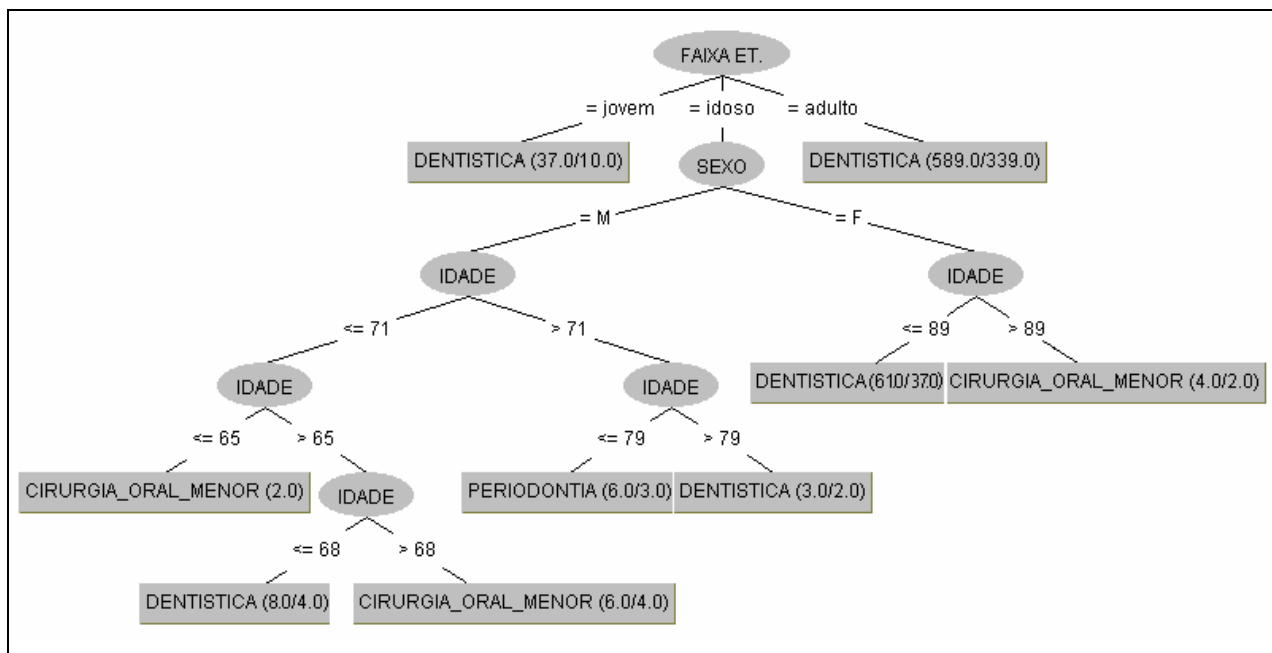 FAIXA ET.
= jovem = idoso = adulto
DENTISTICA (37.0/10.0) SEXO DENTISTICA (589.0/339.0)
= M = F
IDADE IDADE
<= 71 > 71 <= 89 > 89
IDADE IDADE DENTISTICA (61.0/37.0) CIRURGIA_ORAL_MENOR (4.0/2.0)
<= 65 > 65 <= 79 > 79
CIRURGIA_ORAL_MENOR (2.0) IDADE PERIODONTIA (6.0/3.0) DENTISTICA (3.0/2.0)
<= 68 > 68
DENTISTICA (8.0/4.0) CIRURGIA_ORAL_MENOR (6.0/4.0)